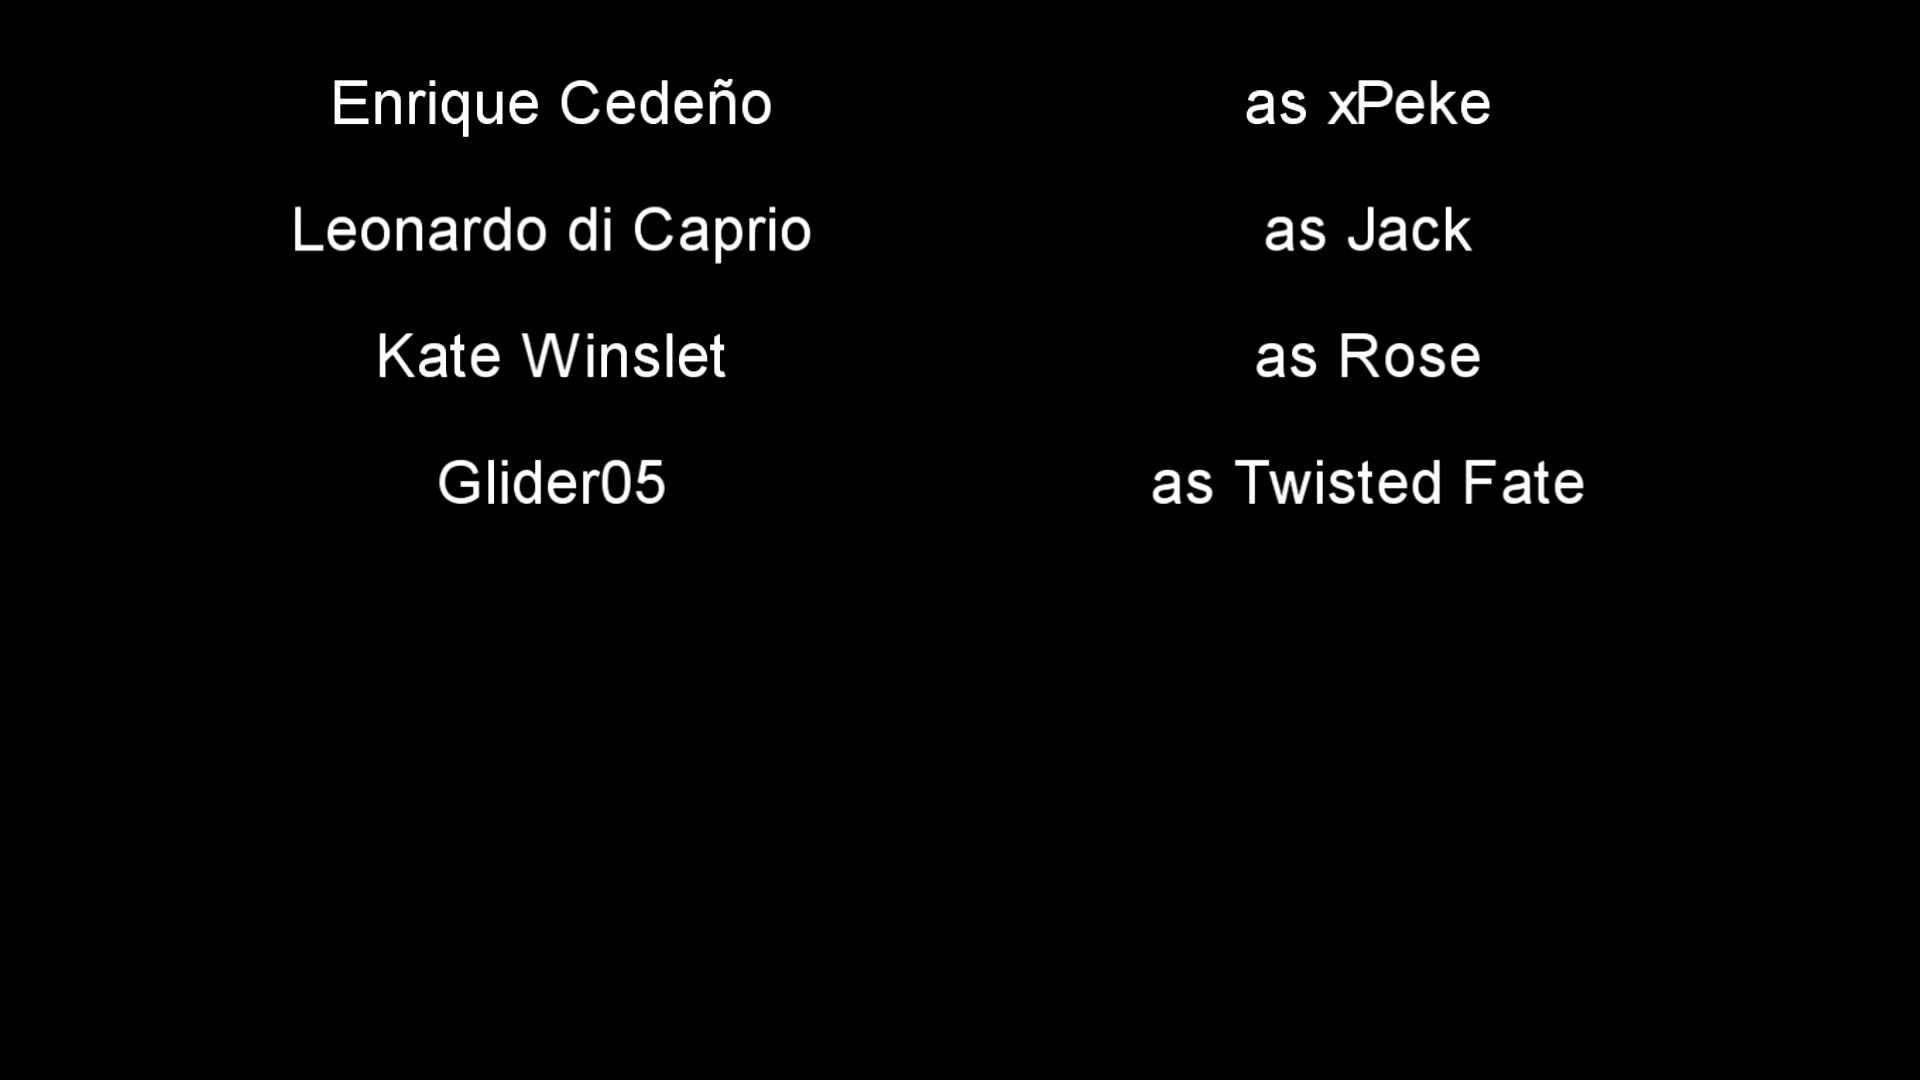 Enrique Cedeño as xPeke
Leonardo di Caprio as Jack
Kate Winslet as Rose
Glider05 as Twisted Fate